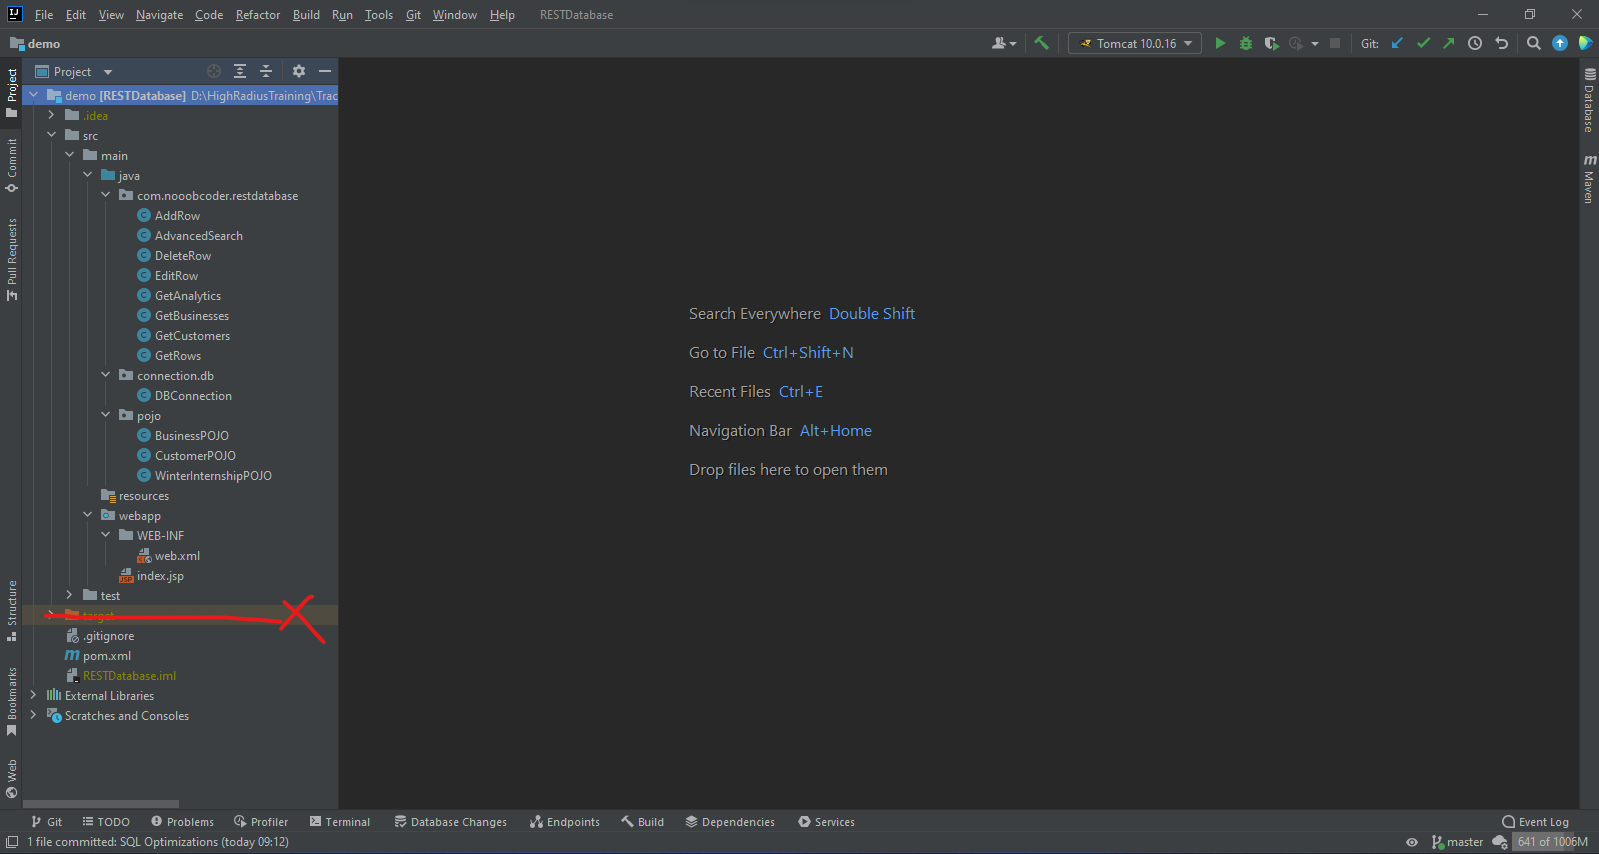 File Edit View Navigate Code Refactor Build Run Tools Git Window Help RESTDatabase
demo
Tomcat 10.0.16
Git:
Project
demo [RESTDatabase] D:\HighRadiusTraining\Trac
.idea
src
main
java
com.nooobcoder.restdatabase
AddRow
AdvancedSearch
DeleteRow
EditRow
GetAnalytics
GetBusinesses
GetCustomers
GetRows
connection.db
DBConnection
pojo
BusinessPOJO
CustomerPOJO
WinterInternshipPOJO
resources
webapp
WEB-INF
web.xml
index.jsp
test
target
.gitignore
pom.xml
RESTDatabase.iml
External Libraries
Scratches and Consoles
Project
Commit
Pull Requests
Structure
Bookmarks
Web
Search Everywhere Double Shift
Go to File Ctrl+Shift+N
Recent Files Ctrl+E
Navigation Bar Alt+Home
Drop files here to open them
Database
Maven
Git TODO Problems Profiler Terminal Database Changes Endpoints Build Dependencies Services Event Log
1 file committed: SQL Optimizations (today 09:12) master 641 of 1006M